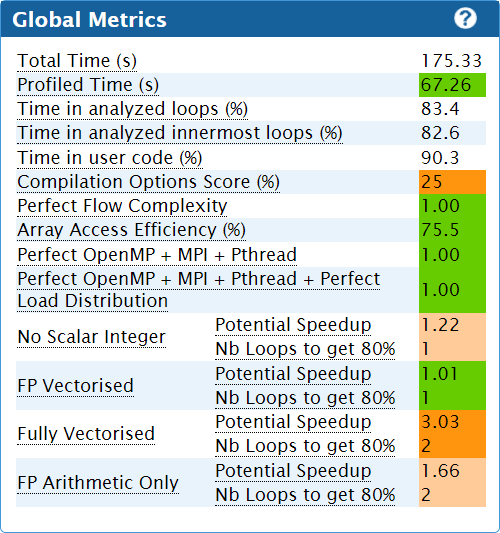 Global Metrics ?
Total Time (s) 175.33
Profiled Time (s) 67.26
Time in analyzed loops (%) 83.4
Time in analyzed innermost loops (%) 82.6
Time in user code (%) 90.3
Compilation Options Score (%) 25
Perfect Flow Complexity 1.00
Array Access Efficiency (%) 75.5
Perfect OpenMP + MPI + Pthread 1.00
Perfect OpenMP + MPI + Pthread + Perfect
Load Distribution 1.00
No Scalar Integer Potential Speedup 1.22
Nb Loops to get 80% 1
FP Vectorised Potential Speedup 1.01
Nb Loops to get 80% 1
Fully Vectorised Potential Speedup 3.03
Nb Loops to get 80% 2
FP Arithmetic Only Potential Speedup 1.66
Nb Loops to get 80% 2